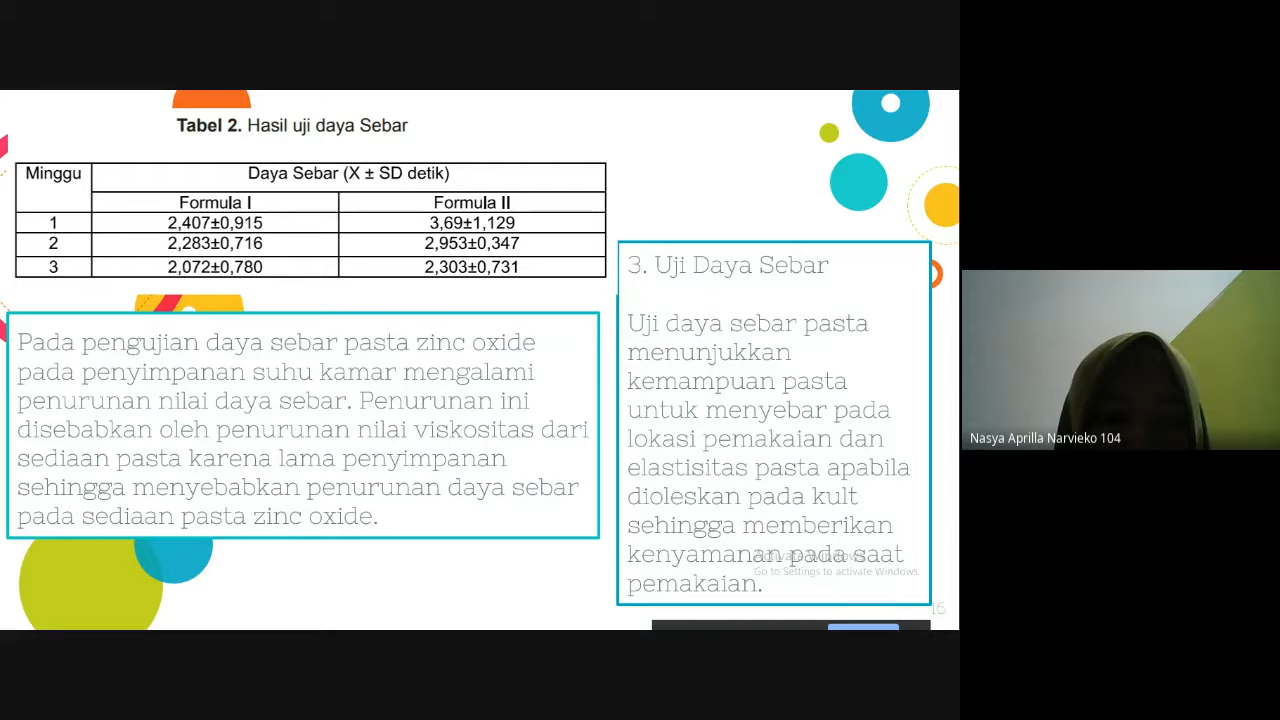 Tabel 2. Hasil uji daya Sebar
Minggu Daya Sebar (X ± SD detik)
Formula I Formula II
1 2,407±0,915 3,69±1,129
2 2,283±0,716 2,953±0,347
3 2,072±0,780 2,303±0,731
Pada pengujian daya sebar pasta zinc oxide
pada penyimpanan suhu kamar mengalami
penurunan nilai daya sebar. Penurunan ini
disebabkan oleh penurunan nilai viskositas dari
sediaan pasta karena lama penyimpanan
sehingga menyebabkan penurunan daya sebar
pada sediaan pasta zinc oxide.
3. Uji Daya Sebar
Uji daya sebar pasta
menunjukkan
kemampuan pasta
untuk menyebar pada
lokasi pemakaian dan
elastisitas pasta apabila
dioleskan pada kult
sehingga memberikan
kenyamanan pada saat
pemakaian.
Activate Windows
Go to Settings to activate Windows.
16
Nasya Aprilla Narvieko 104